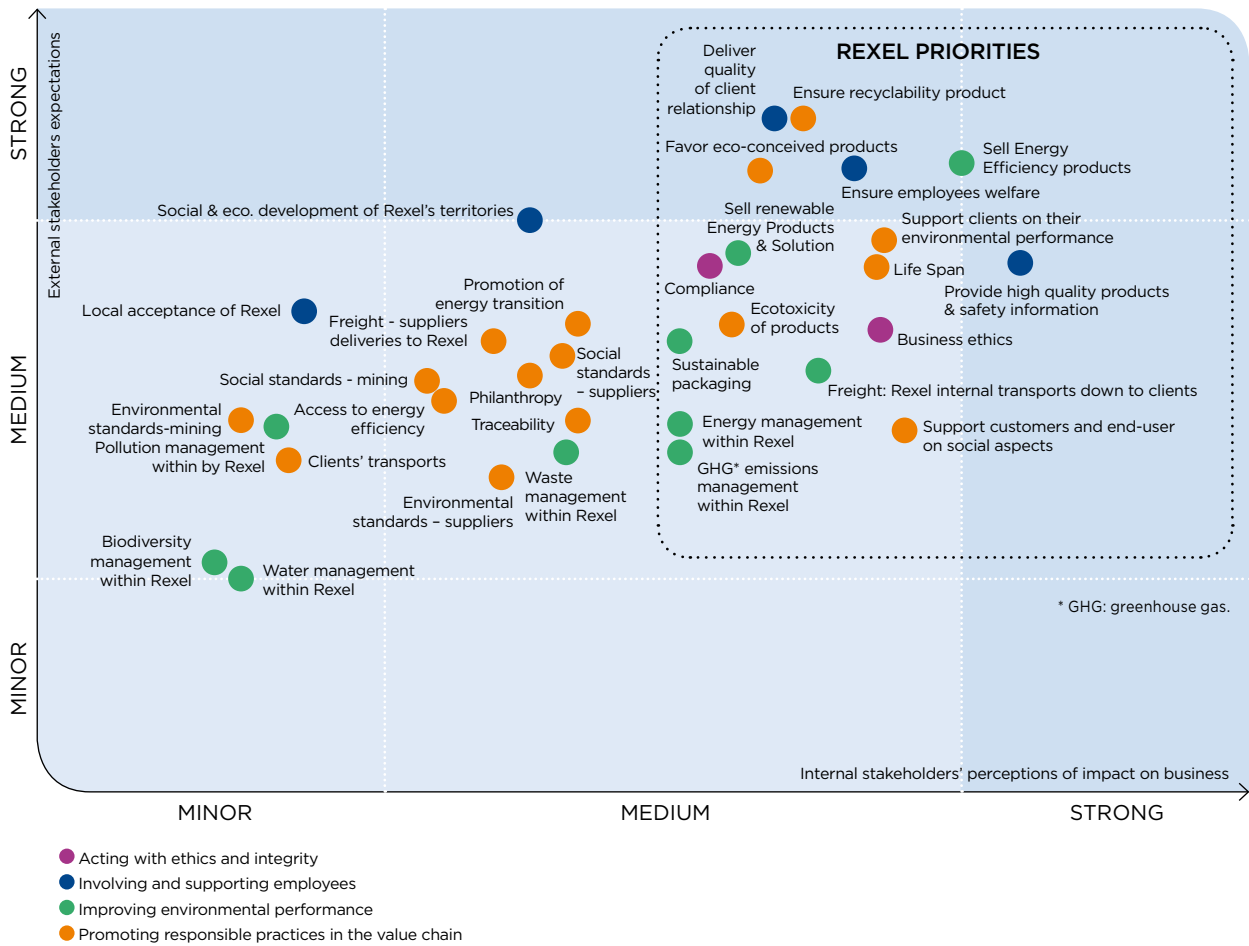 STRONG
MEDIUM
MINOR
External stakeholders expectations
REXEL PRIORITIES
Deliver
quality
of client
relationship
Ensure recyclability product
Favor eco-conceived products
Sell Energy
Efficiency products
Ensure employees welfare
Social & eco. development of Rexel's territories
Sell renewable
Energy Products
& Solution
Support clients on their
environmental performance
Compliance
Life Span
Provide high quality products
& safety information
Local acceptance of Rexel
Promotion of
energy transition
Freight - suppliers
deliveries to Rexel
Ecotoxicity
of products
Business ethics
Social
standards
– suppliers
Sustainable
packaging
Social standards - mining
Philanthropy
Freight: Rexel internal transports down to clients
Environmental
standards-mining
Access to energy
efficiency
Traceability
Energy management
within Rexel
Support customers and end-user
on social aspects
Pollution management
within by Rexel
Clients' transports
GHG* emissions
management
within Rexel
Environmental
standards – suppliers
Waste
management
within Rexel
Biodiversity
management
within Rexel
Water management
within Rexel
* GHG: greenhouse gas.
Internal stakeholders' perceptions of impact on business
MINOR
MEDIUM
STRONG
Acting with ethics and integrity
Involving and supporting employees
Improving environmental performance
Promoting responsible practices in the value chain